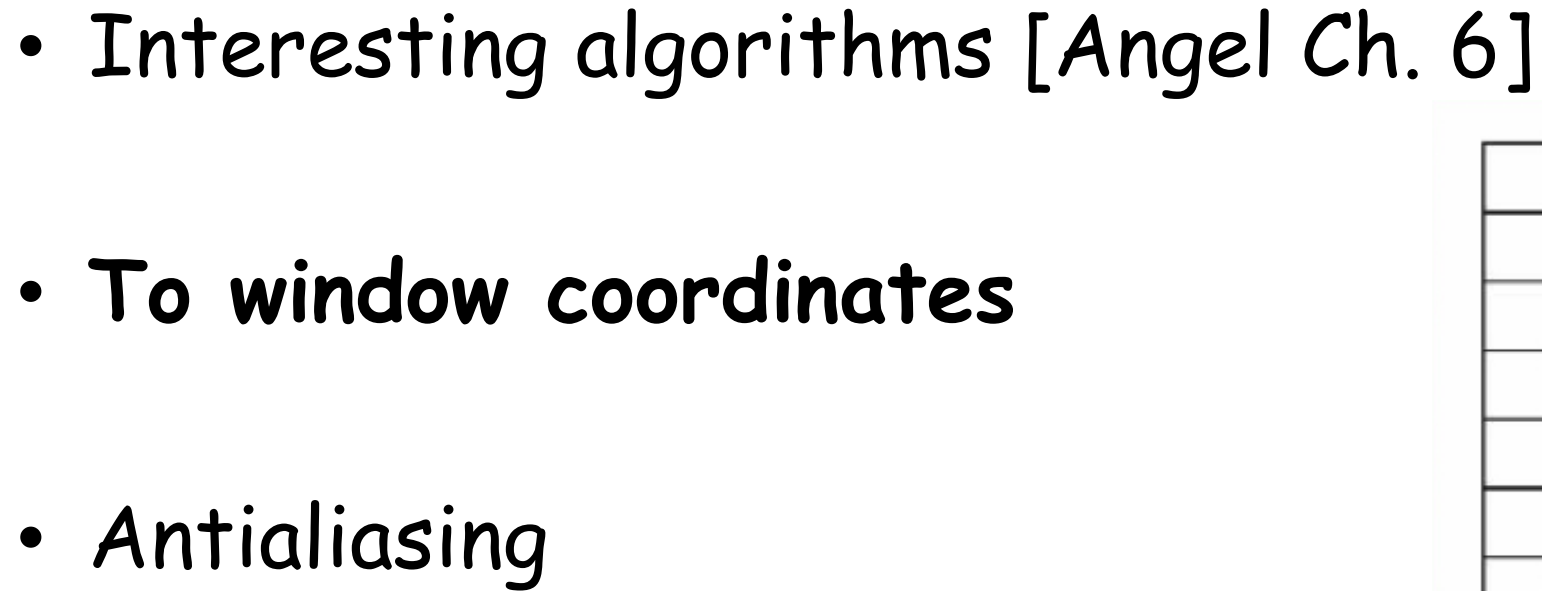 • Interesting algorithms [Angel Ch. 6]
• To window coordinates
• Antialiasing